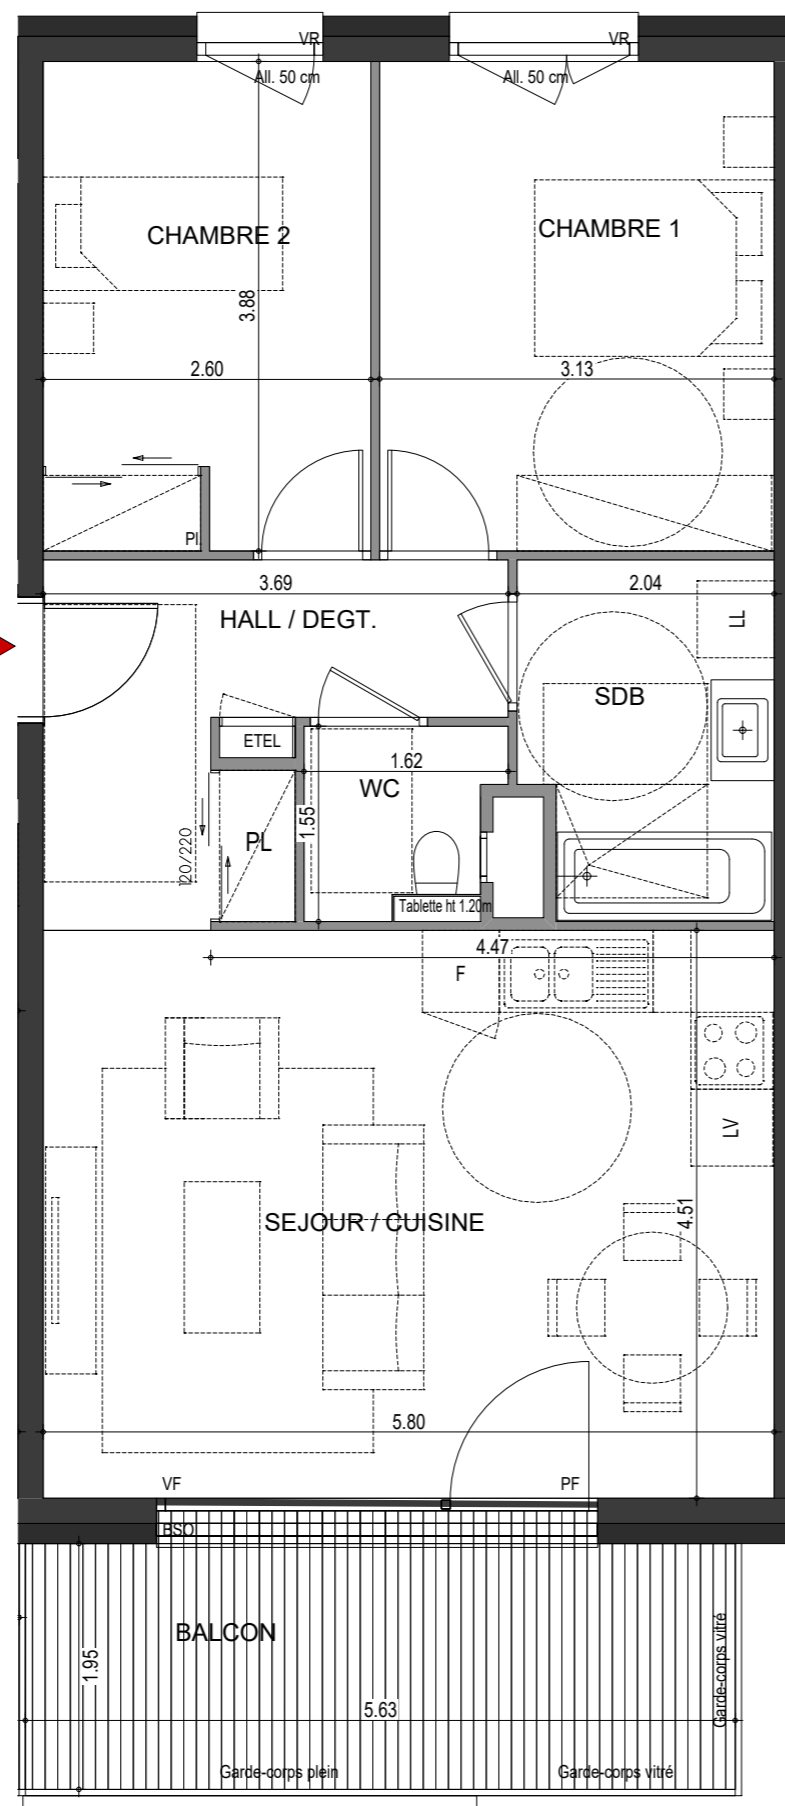 VR
VR
All. 50 cm
All. 50 cm
CHAMBRE 2
CHAMBRE 1
3.88
2.60
3.13
Pl.
3.69
2.04
HALL / DEGT.
LL
SDB
ETEL
1.62
WC
1.55
PL
120/220
Tablette ht 1.20m
4.47
F
LV
4.51
SEJOUR / CUISINE
5.80
VF
PF
BSO
BALCON
1.95
Garde-corps vitré
5.63
Garde-corps plein
Garde-corps vitré